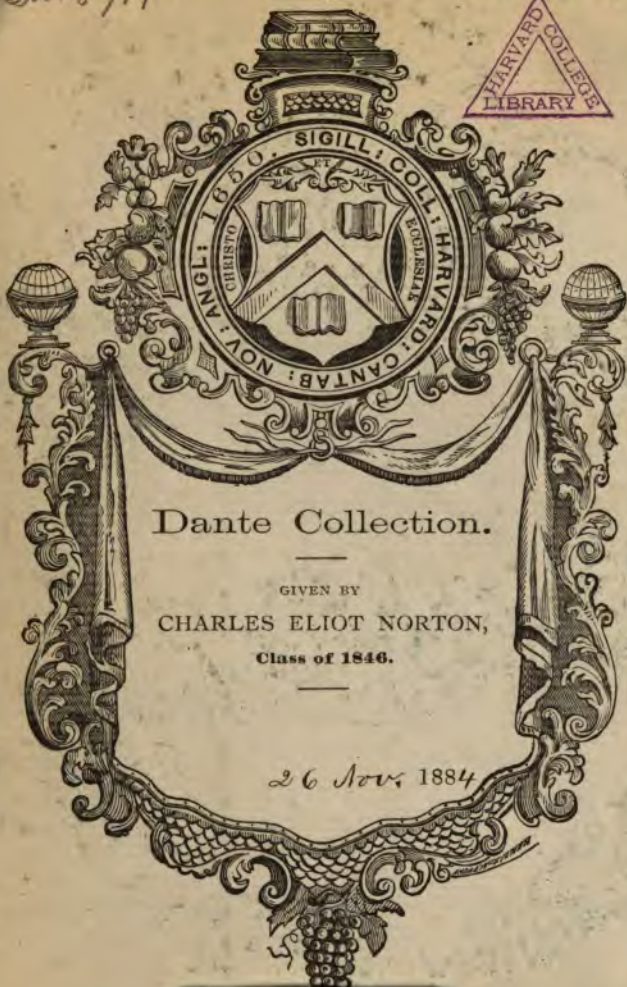 HARVARD
COLLEGE
LIBRARY
SIGILL: COLL: HARVARD: CANTAB: NOV: ANGL: 1650.
CHRISTO
ET
ECCLESIAE
Dante Collection.
GIVEN BY
CHARLES ELIOT NORTON,
Class of 1846.
26 Nov. 1884